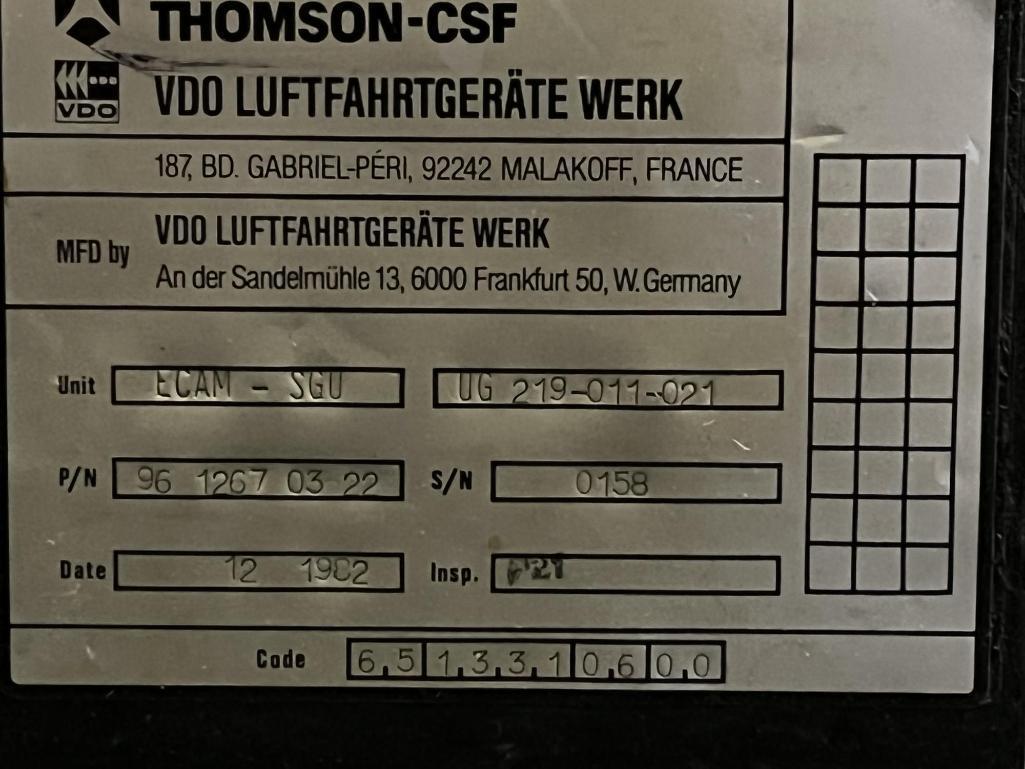 THOMSON-CSF
VDO
VDO LUFTFAHRTGERÄTE WERK
187, BD. GABRIEL-PÉRI, 92242 MALAKOFF, FRANCE
MFD by VDO LUFTFAHRTGERÄTE WERK
An der Sandelmühle 13, 6000 Frankfurt 50, W. Germany
Unit ECAM - SGU UG 219-011-021
P/N 96 1267 03 22 S/N 0158
Date 12 1982 Insp.
Code 6,5 1,3,3,1 0,6 0,0